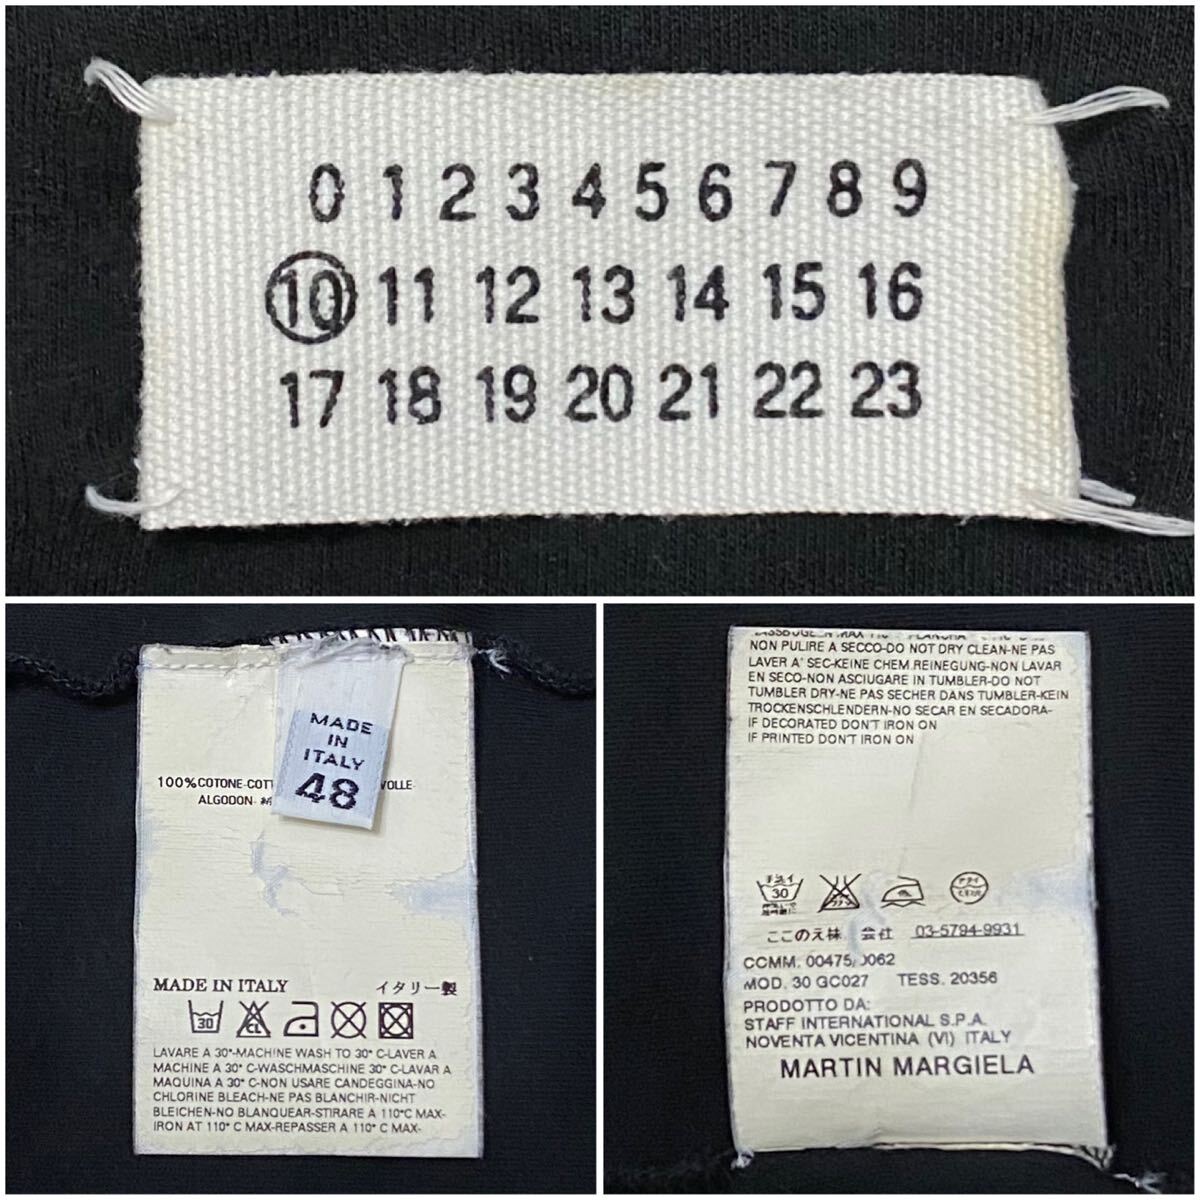 0 1 2 3 4 5 6 7 8 9
10 11 12 13 14 15 16
17 18 19 20 21 22 23
MADE
IN
ITALY
48
100%COTONE-COTT VOLLE-
ALGODON-
MADE IN ITALY イタリー製
30 CL
LAVARE A 30°-MACHINE WASH TO 30° C-LAVER A
MACHINE A 30° C-WASCHMASCHINE 30° C-LAVAR A
MAQUINA A 30° C-NON USARE CANDEGGINA-NO
CHLORINE BLEACH-NE PAS BLANCHIR-NICHT
BLEICHEN-NO BLANQUEAR-STIRARE A 110°C MAX-
IRON AT 110° C MAX-REPASSER A 110° C MAX-
NON PULIRE A SECCO-DO NOT DRY CLEAN-NE PAS
LAVER A' SEC-KEINE CHEM.REINEGUNG-NON LAVAR
EN SECO-NON ASCIUGARE IN TUMBLER-DO NOT
TUMBLER DRY-NE PAS SECHER DANS TUMBLER-KEIN
TROCKENSCHLENDERN-NO SECAR EN SECADORA-
IF DECORATED DON'T IRON ON
IF PRINTED DON'T IRON ON
30
ここのえ株 会社 03-5794-9931
COMM. 00475 0062
MOD. 30 GC027 TESS. 20356
PRODOTTO DA:
STAFF INTERNATIONAL S.P.A.
NOVENTA VICENTINA (VI) ITALY
MARTIN MARGIELA